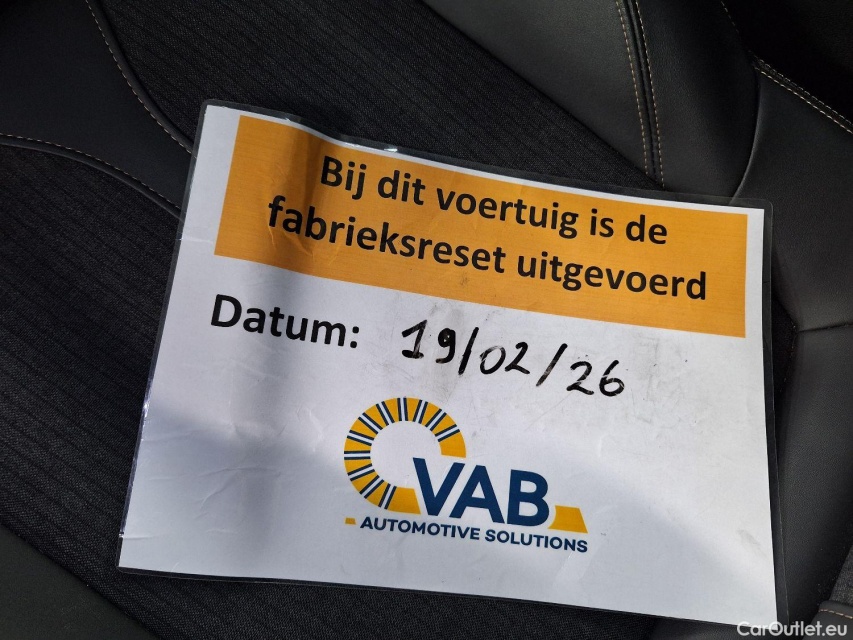 Bij dit voertuig is de
fabrieksreset uitgevoerd
Datum: 19/02/26
VAB
AUTOMOTIVE SOLUTIONS
CarOutlet.eu